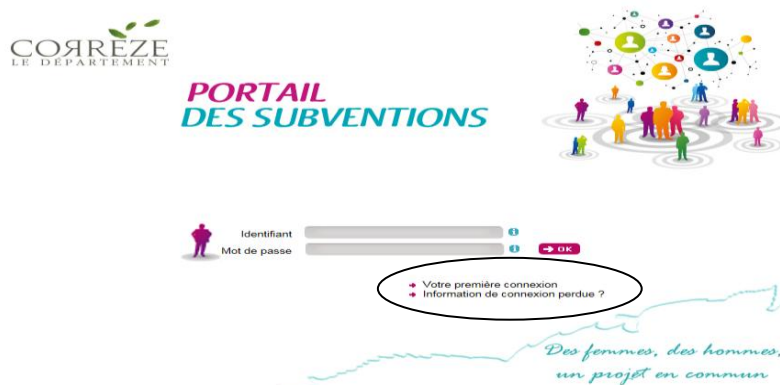 COЯRÈZE
LE DÉPARTEMENT
PORTAIL
DES SUBVENTIONS
Identifiant
Mot de passe
OK
Votre première connexion
Information de connexion perdue ?
Des femmes, des hommes,
un projet en commun